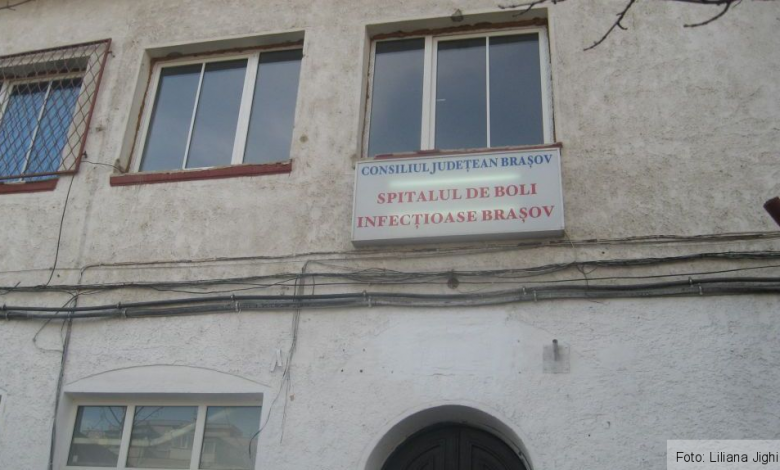 CONSILIUL JUDEȚEAN BRAȘOV
SPITALUL DE BOLI
INFECȚIOASE BRAȘOV
Foto: Liliana Jighi